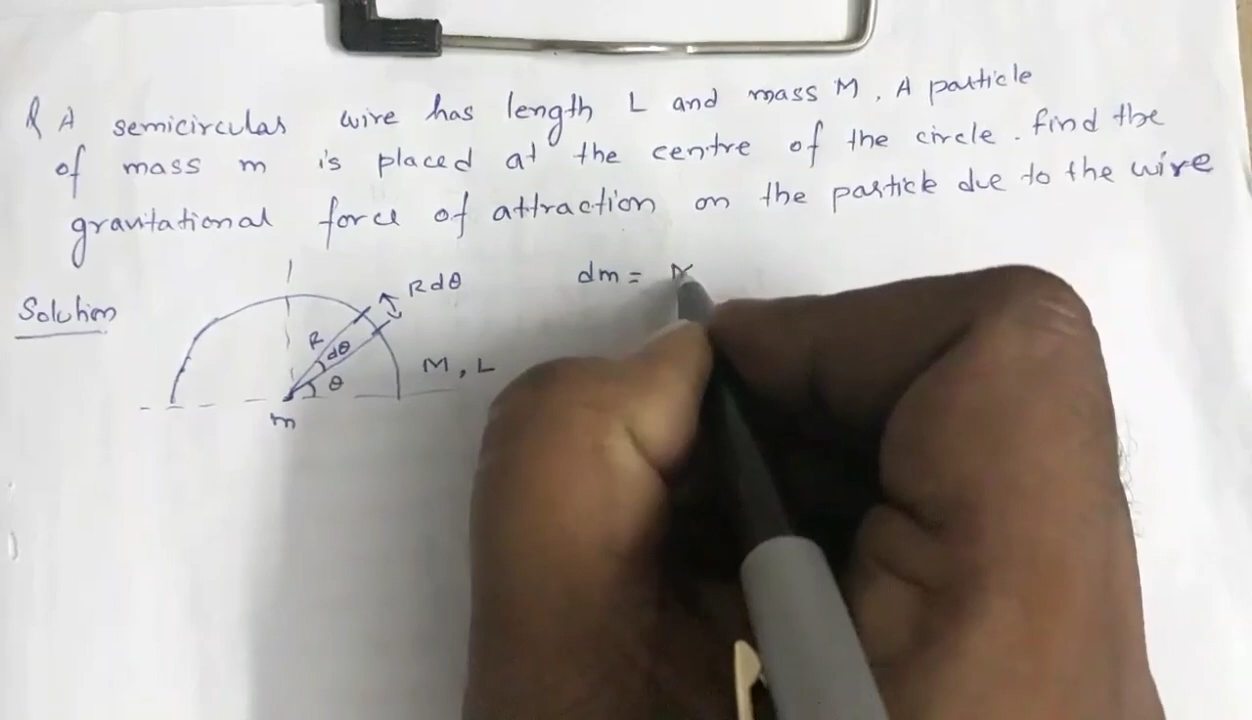 Q A semicircular wire has length L and mass M. A particle
of mass m is placed at the centre of the circle. find the
gravitational force of attraction on the particle due to the wire
Solution
Rdθ
dm =
R
dθ
θ
M, L
m